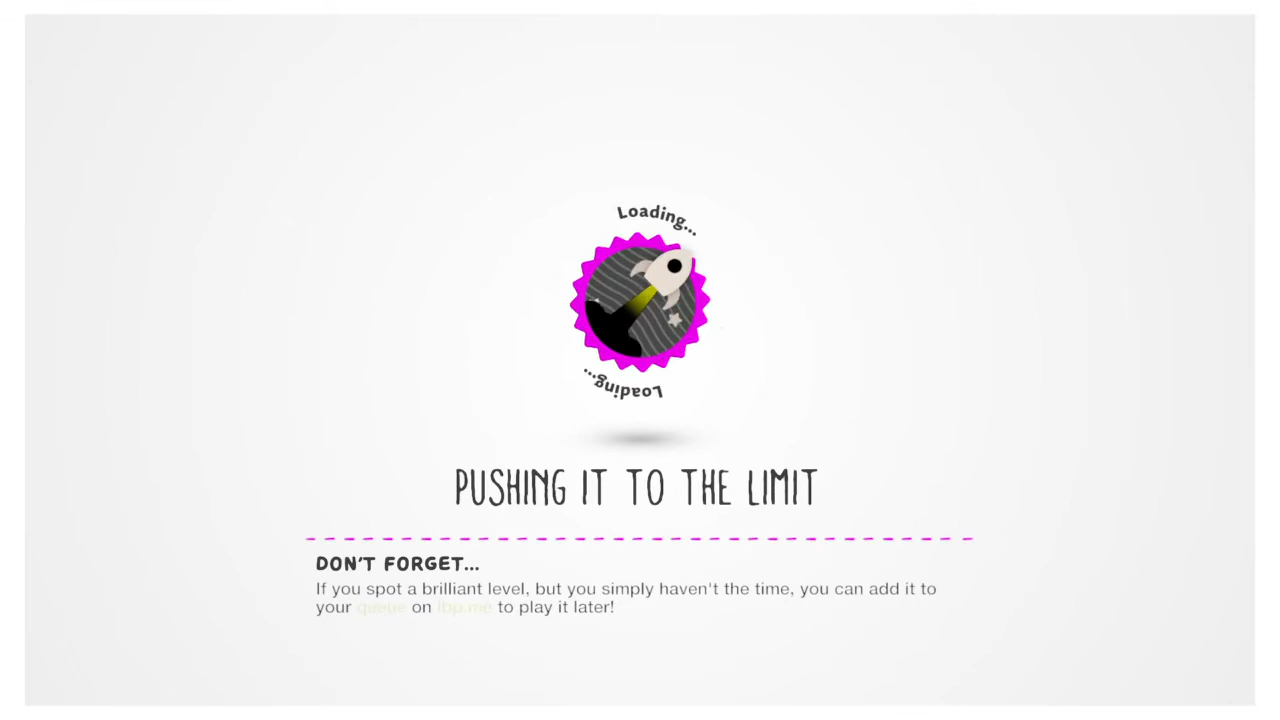 Loading...
Loading...
PUSHING IT TO THE LIMIT
DON'T FORGET...
If you spot a brilliant level, but you simply haven't the time, you can add it to
your queue on lbp.me to play it later!